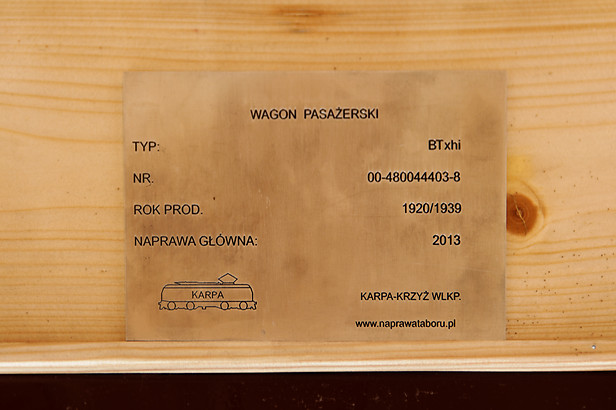 WAGON PASAŻERSKI
TYP: BTxhi
NR. 00-480044403-8
ROK PROD. 1920/1939
NAPRAWA GŁÓWNA: 2013
KARPA
KARPA-KRZYŻ WLKP.
www.naprawataboru.pl